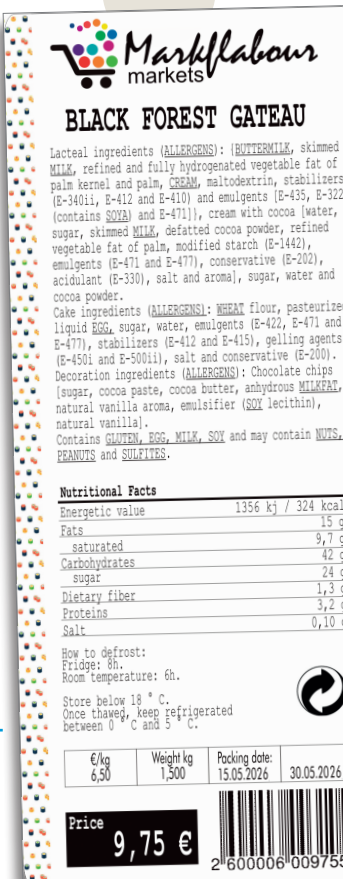 Markflabour
markets
BLACK FOREST GATEAU
Lacteal ingredients (ALLERGENS): {BUTTERMILK, skimmed
MILK, refined and fully hydrogenated vegetable fat of
palm kernel and palm, CREAM, maltodextrin, stabilizers
(E-340ii, E-412 and E-410) and emulgents [E-435, E-322
(contains SOYA) and E-471]}, cream with cocoa [water,
sugar, skimmed MILK, defatted cocoa powder, refined
vegetable fat of palm, modified starch (E-1442),
emulgents (E-471 and E-477), conservative (E-202),
acidulant (E-330), salt and aroma], sugar, water and
cocoa powder.
Cake ingredients (ALLERGENS): WHEAT flour, pasteurized
liquid EGG, sugar, water, emulgents (E-422, E-471 and
E-477), stabilizers (E-412 and E-415), gelling agents
(E-450i and E-500ii), salt and conservative (E-200).
Decoration ingredients (ALLERGENS): Chocolate chips
[sugar, cocoa paste, cocoa butter, anhydrous MILKFAT,
natural vanilla aroma, emulsifier (SOY lecithin),
natural vanilla].
Contains GLUTEN, EGG, MILK, SOY and may contain NUTS,
PEANUTS and SULFITES.
Nutritional Facts
Energetic value 1356 kj / 324 kcal
Fats 15 g
saturated 9,7 g
Carbohydrates 42 g
sugar 24 g
Dietary fiber 1,3 g
Proteins 3,2 g
Salt 0,10 g
How to defrost:
Fridge: 8h.
Room temperature: 6h.
Store below 18 ° C.
Once thawed, keep refrigerated
between 0 ° C and 5 ° C.
€/kg Weight kg Packing date:
6,50 1,500 15.05.2026 30.05.2026
Price
9,75 €
2 600006 009755